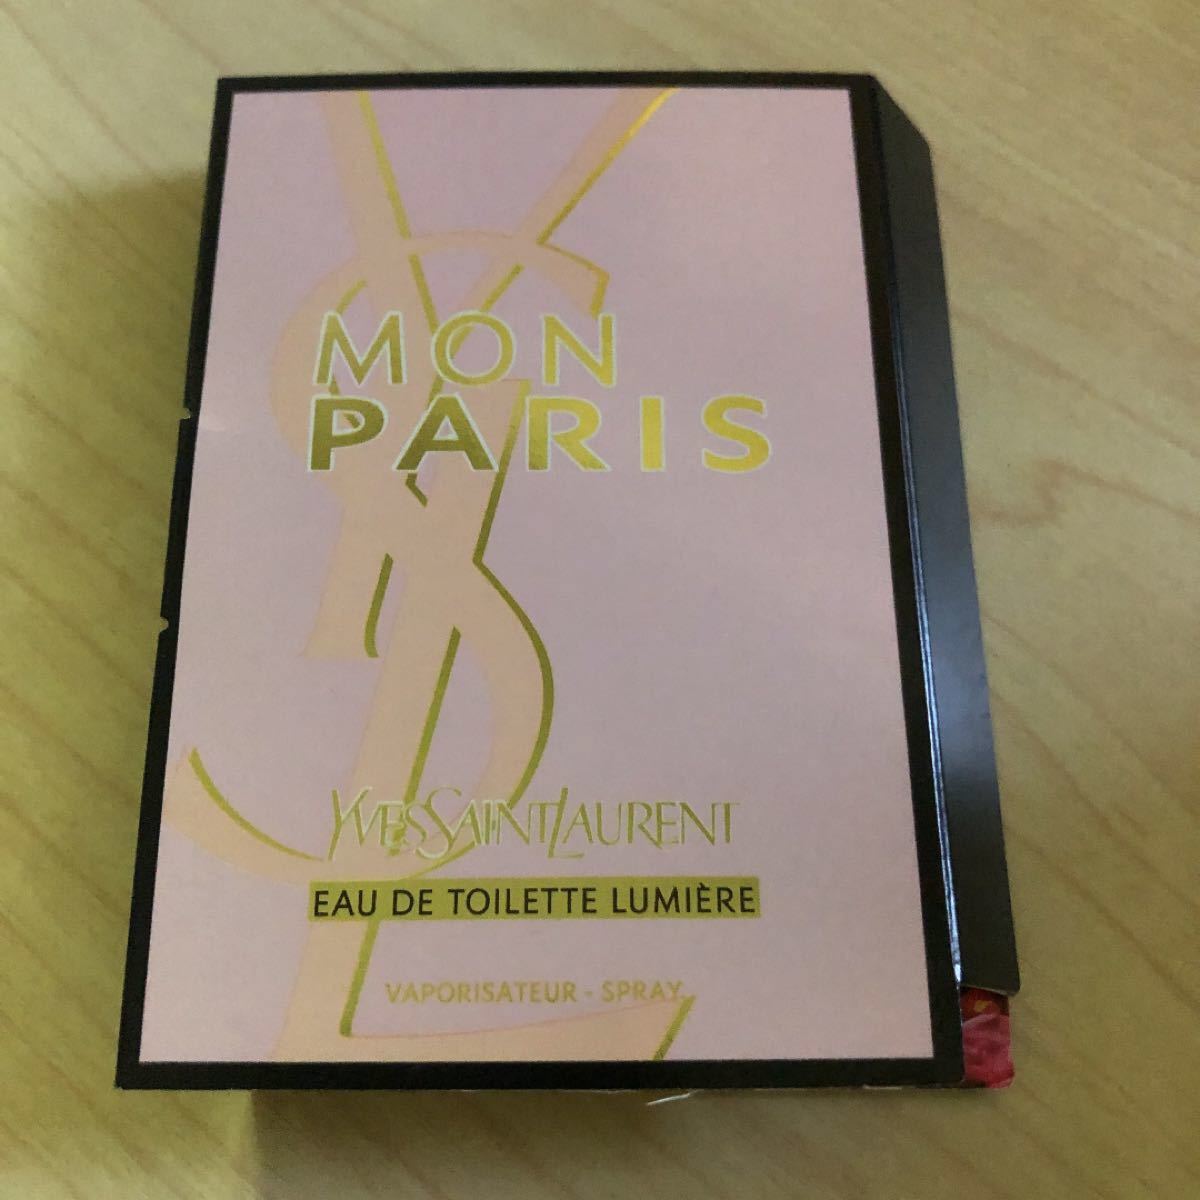 MON
PARIS
YVESSAINTLAURENT
EAU DE TOILETTE LUMIÈRE
VAPORISATEUR - SPRAY